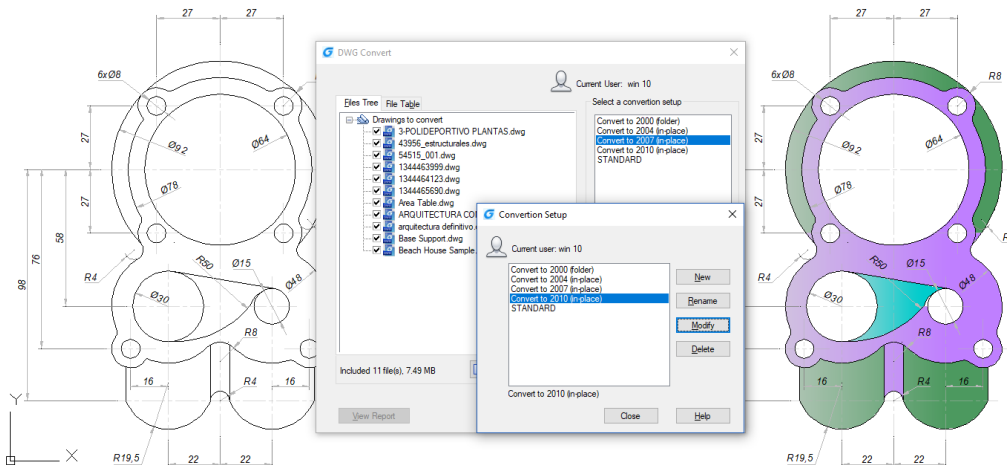 27
27
6xØ8
27
Ø9,2
Ø64
Ø78
27
58
76
98
R4
R50
Ø15
Ø48
Ø30
R8
16
R4
16
R19,5
22
22
Y
X
DWG Convert
Current User: win 10
Files Tree
File Table
Drawings to convert
3-POLIDEPORTIVO PLANTAS.dwg
43956_estructurales.dwg
54515_001.dwg
1344463999.dwg
1344464123.dwg
1344465690.dwg
Area Table.dwg
ARQUITECTURA
arquitectura definitivo.
Base Support.dwg
Beach House Sample.
Included 11 file(s), 7.49 MB
View Report
Select a convertion setup
Convert to 2000 (folder)
Convert to 2004 (in-place)
Convert to 2007 (in-place)
Convert to 2010 (in-place)
STANDARD
Convertion Setup
Current user: win 10
Convert to 2000 (folder)
Convert to 2004 (in-place)
Convert to 2007 (in-place)
Convert to 2010 (in-place)
STANDARD
New
Rename
Modify
Delete
Convert to 2010 (in-place)
Close
Help
27
27
6xØ8
R8
27
Ø9,2
Ø64
Ø78
27
R4
R50
Ø15
Ø48
Ø30
R8
16
R4
16
R19,5
22
22